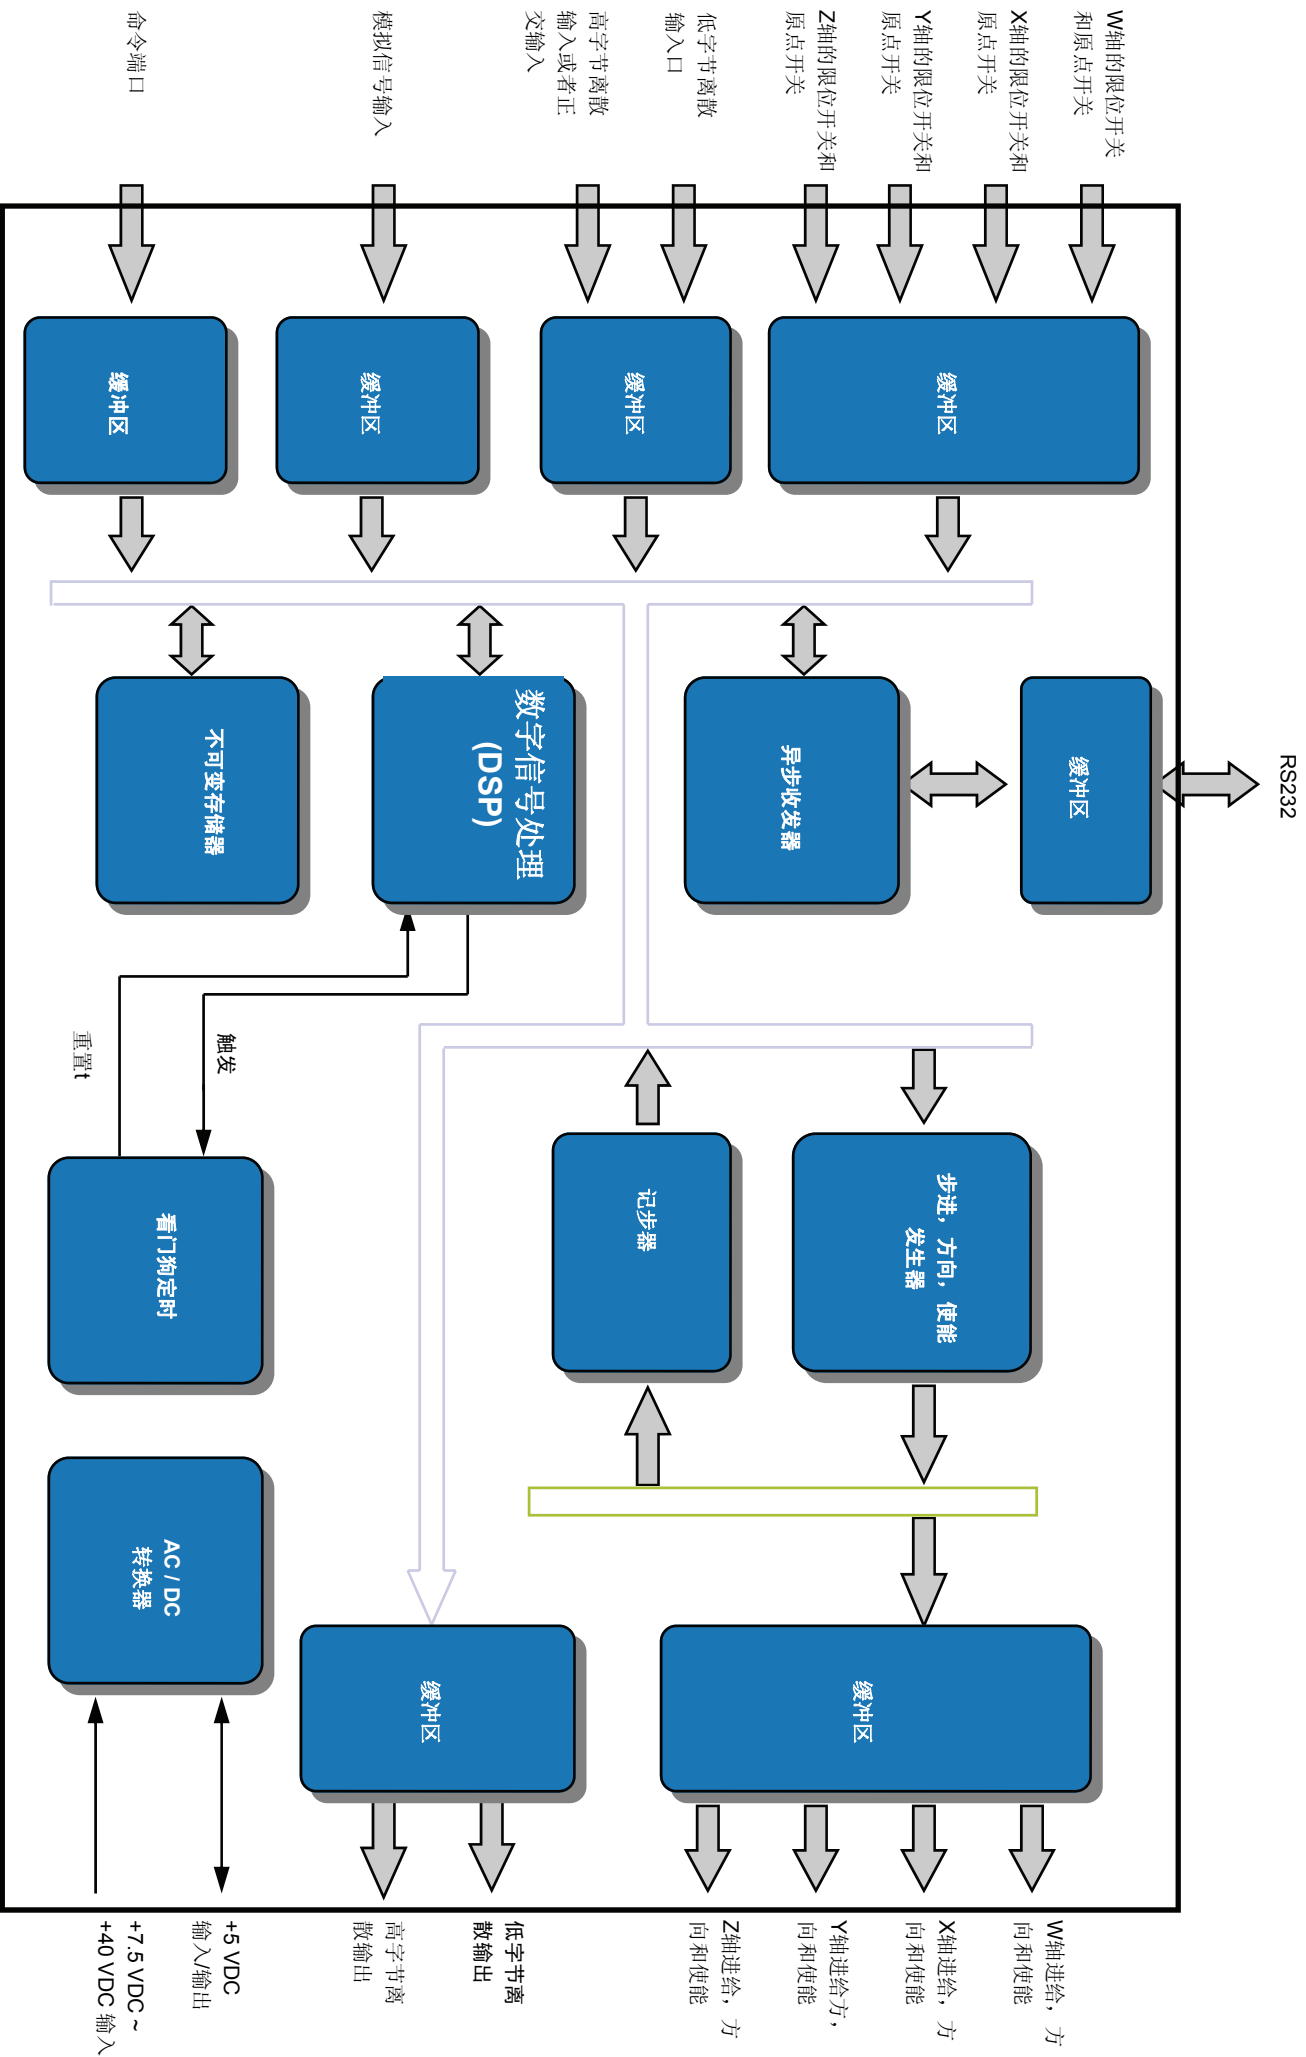 RS232
W轴的限位开关
和原点开关
X轴的限位开关和
原点开关
Y轴的限位开关和
原点开关
Z轴的限位开关和
原点开关
低字节离散
输入口
高字节离散
输入或者正
交输入
模拟信号输入
命令端口
缓冲区
缓冲区
缓冲区
缓冲区
缓冲区
异步收发器
数字信号处理
(DSP)
不可变存储器
触发
重置t
步进，方向，使能
发生器
记步器
看门狗定时
AC / DC
转换器
缓冲区
缓冲区
W轴进给，方
向和使能
X轴进给，方
向和使能
Y轴进给方，
向和使能
Z轴进给，方
向和使能
低字节离
散输出
高字节离
散输出
+5 VDC
输入/输出
+7.5 VDC ~
+40 VDC 输入